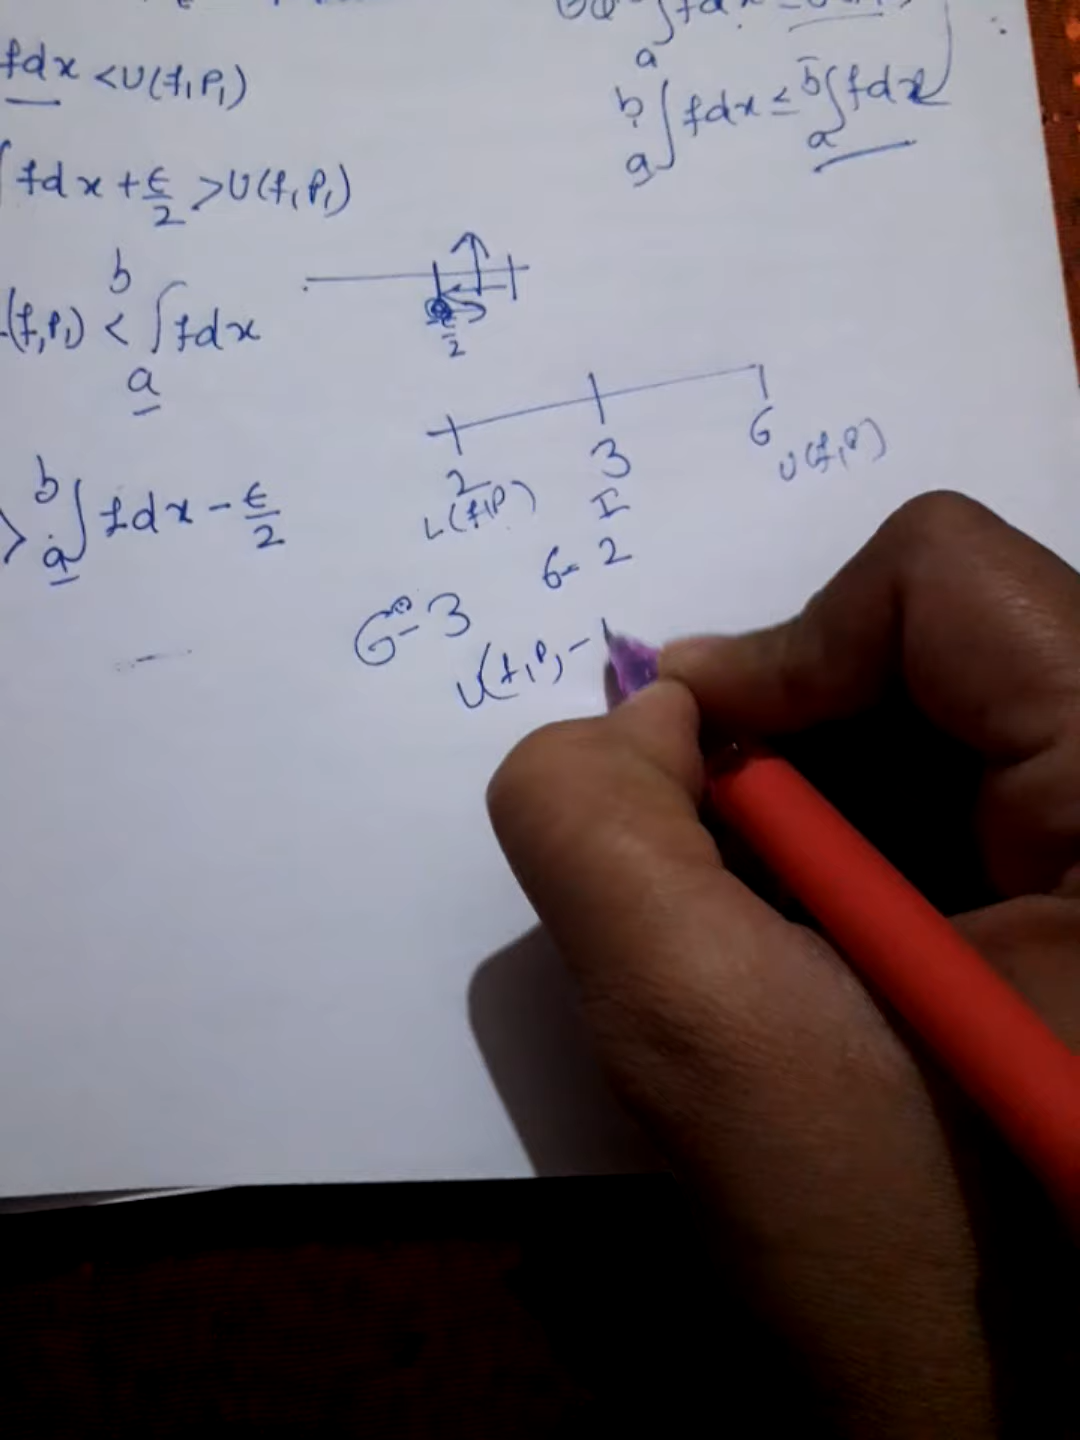 fdx < U(f,P₁)
∫fdx + ε/2 > U(f,P₁)
(f,P₁) < ₐ∫ᵇ fdx
> ₐ∫ᵇ fdx - ε/2
ₐ∫ fdx
ₐ∫ᵇ fdx ≤ ₐ∫ᵇ̄ fdx
ε/2
2 3 6
L(f,P) I U(f,P)
6-2
6-3
U(f,P) -